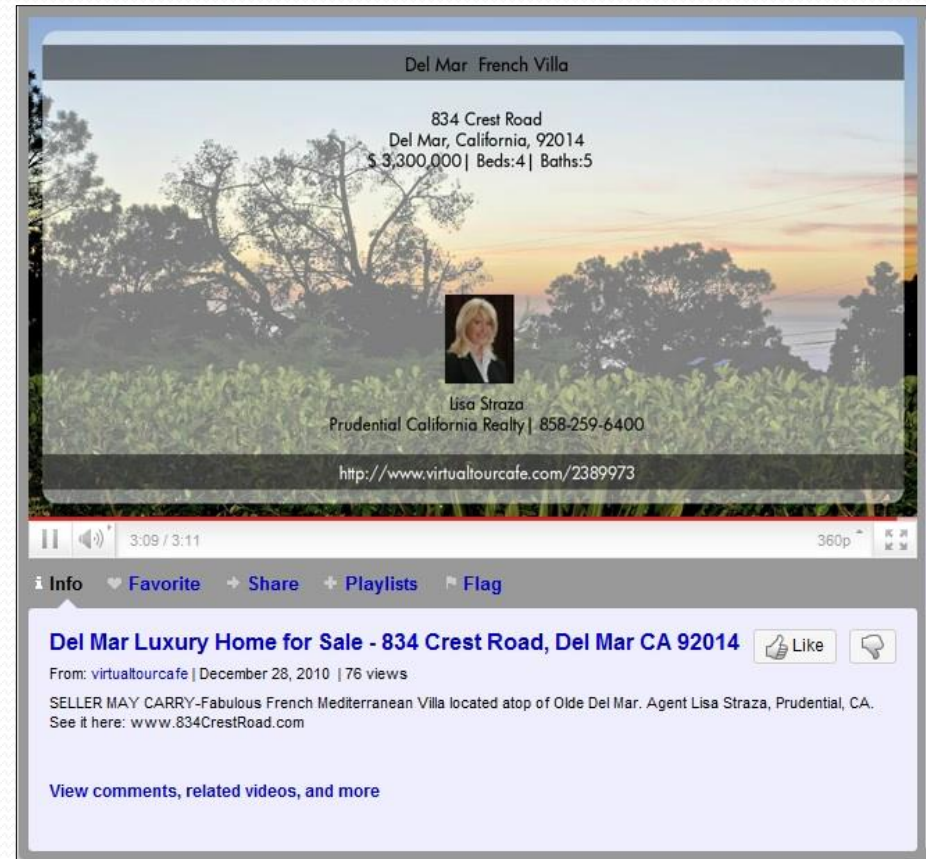 Del Mar French Villa
834 Crest Road
Del Mar, California, 92014
$ 3,300,000| Beds:4| Baths:5
Lisa Straza
Prudential California Realty| 858-259-6400
http://www.virtualtourcafe.com/2389973
3:09 / 3:11
360p
Info Favorite Share Playlists Flag
Del Mar Luxury Home for Sale - 834 Crest Road, Del Mar CA 92014
Like
From: virtualtourcafe | December 28, 2010 | 76 views
SELLER MAY CARRY-Fabulous French Mediterranean Villa located atop of Olde Del Mar. Agent Lisa Straza, Prudential, CA.
See it here: www.834CrestRoad.com
View comments, related videos, and more